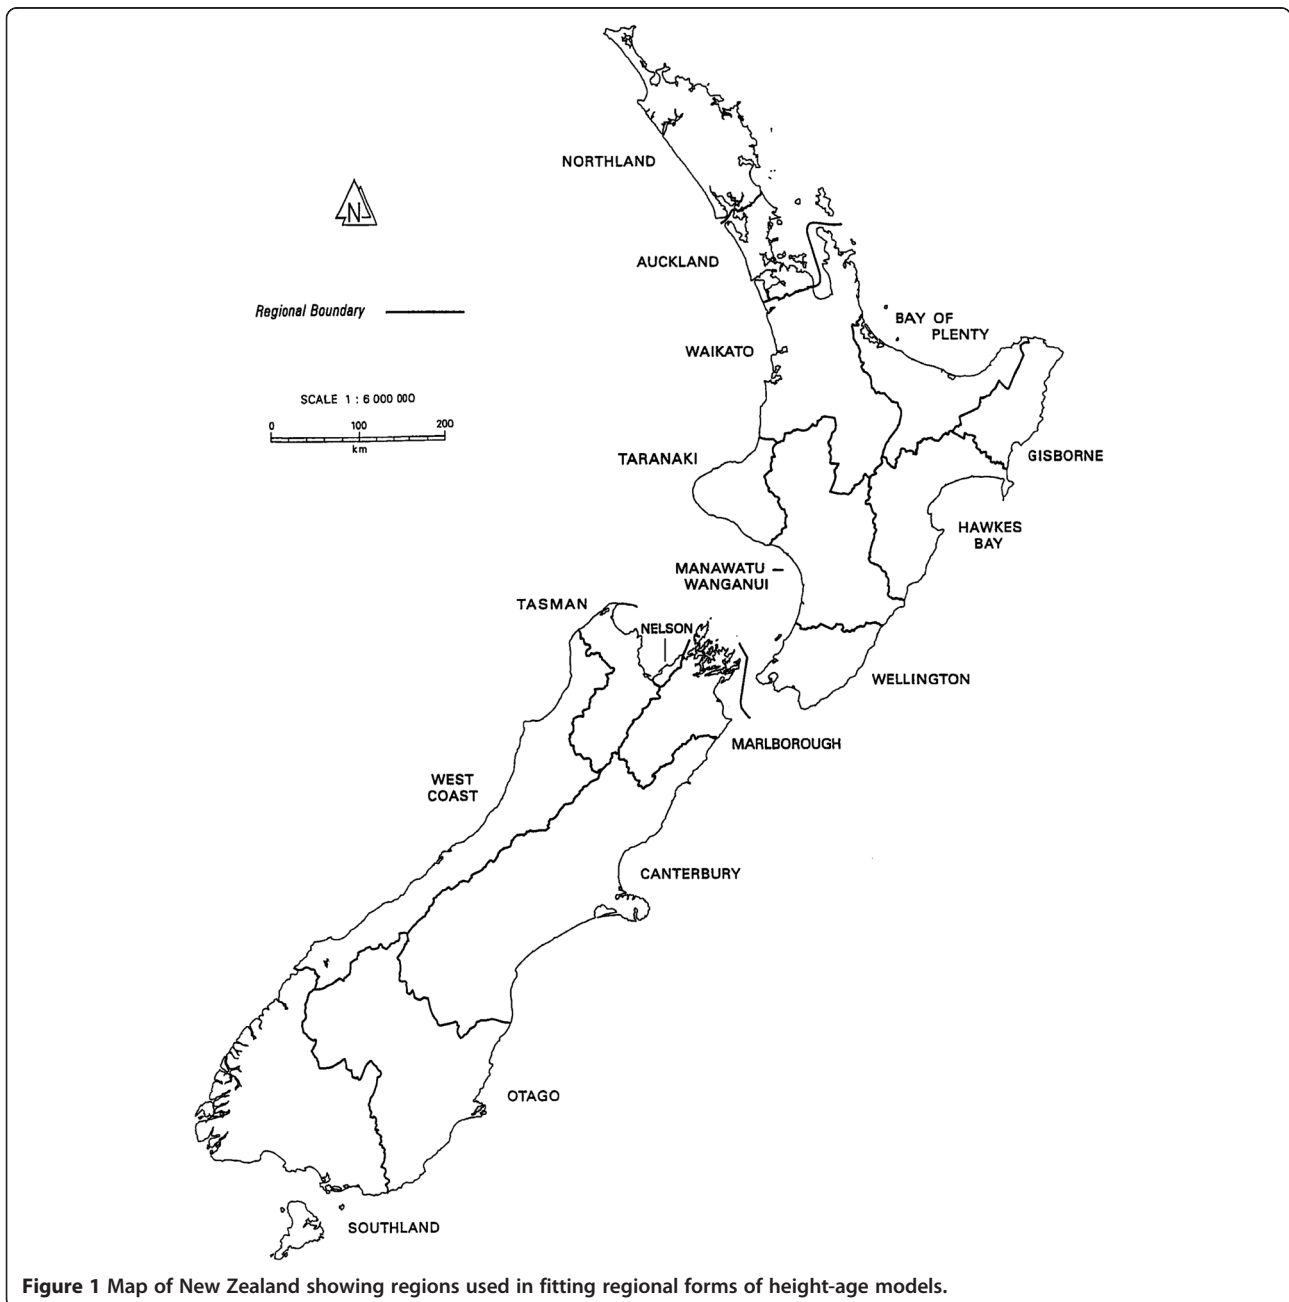 NORTHLAND
N
AUCKLAND
Regional Boundary
BAY OF
PLENTY
WAIKATO
SCALE 1 : 6 000 000
0 100 200
km
TARANAKI
GISBORNE
HAWKES
BAY
MANAWATU –
WANGANUI
TASMAN
NELSON
WELLINGTON
MARLBOROUGH
WEST
COAST
CANTERBURY
OTAGO
SOUTHLAND
Figure 1 Map of New Zealand showing regions used in fitting regional forms of height-age models.